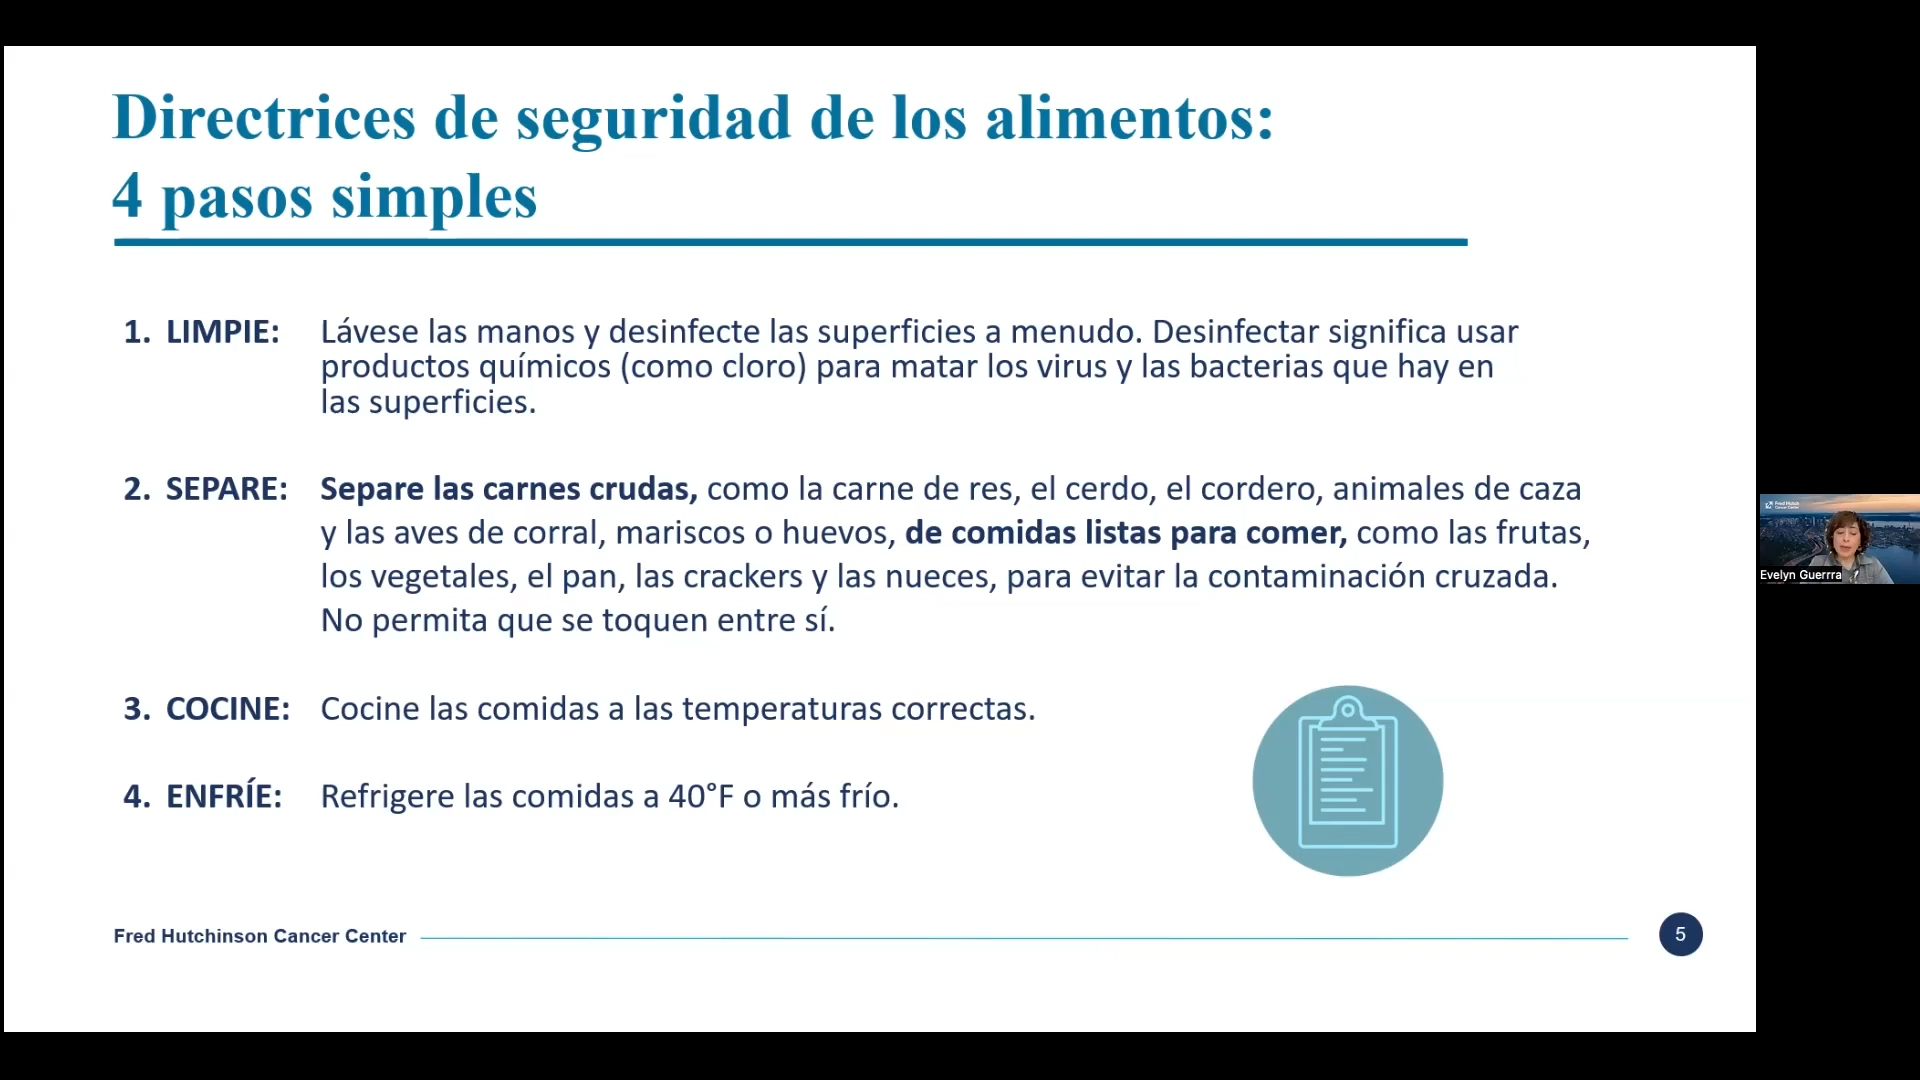 Directrices de seguridad de los alimentos:
4 pasos simples
1. LIMPIE: Lávese las manos y desinfecte las superficies a menudo. Desinfectar significa usar
productos químicos (como cloro) para matar los virus y las bacterias que hay en
las superficies.
2. SEPARE: Separe las carnes crudas, como la carne de res, el cerdo, el cordero, animales de caza
y las aves de corral, mariscos o huevos, de comidas listas para comer, como las frutas,
los vegetales, el pan, las crackers y las nueces, para evitar la contaminación cruzada.
No permita que se toquen entre sí.
3. COCINE: Cocine las comidas a las temperaturas correctas.
4. ENFRÍE: Refrigere las comidas a 40°F o más frío.
Fred Hutchinson Cancer Center
5
Fred Hutch
Cancer Center
Evelyn Guerrra